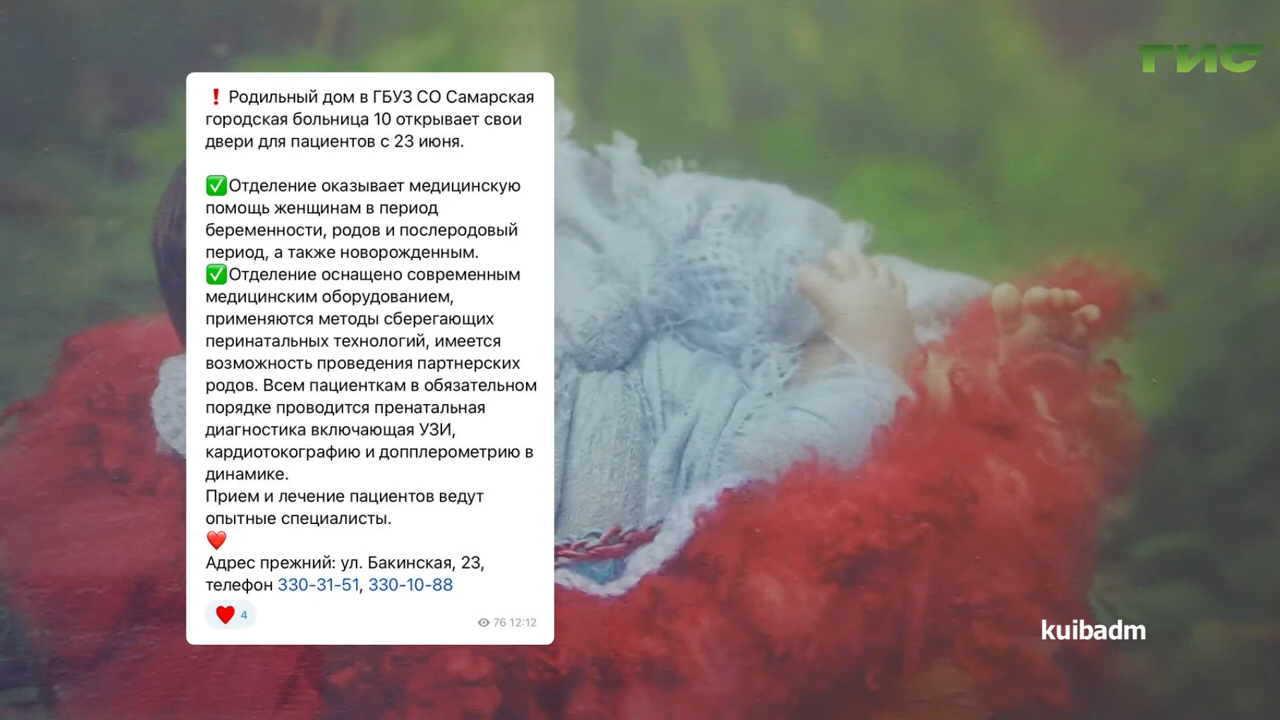 ГИС
❗ Родильный дом в ГБУЗ СО Самарская
городская больница 10 открывает свои
двери для пациентов с 23 июня.
✅Отделение оказывает медицинскую
помощь женщинам в период
беременности, родов и послеродовый
период, а также новорожденным.
✅Отделение оснащено современным
медицинским оборудованием,
применяются методы сберегающих
перинатальных технологий, имеется
возможность проведения партнерских
родов. Всем пациенткам в обязательном
порядке проводится пренатальная
диагностика включающая УЗИ,
кардиотокографию и допплерометрию в
динамике.
Прием и лечение пациентов ведут
опытные специалисты.
❤️
Адрес прежний: ул. Бакинская, 23,
телефон 330-31-51, 330-10-88
❤️ 4
76 12:12
kuibadm